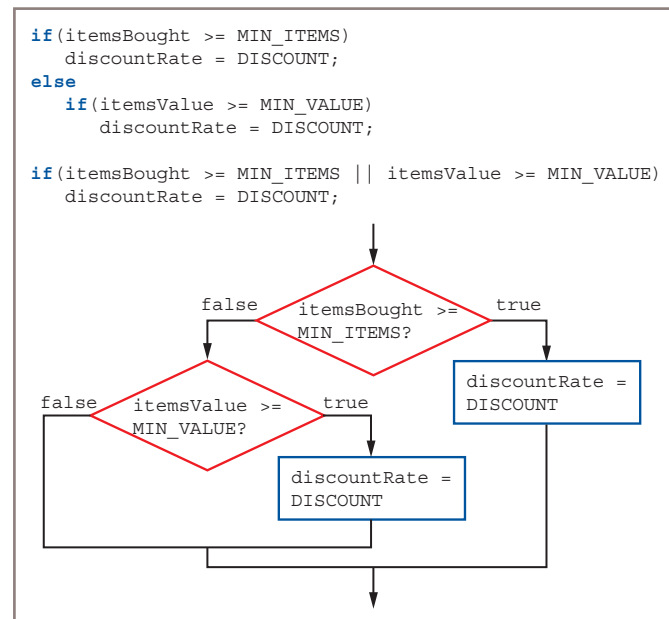 if(itemsBought >= MIN_ITEMS)
discountRate = DISCOUNT;
else
if(itemsValue >= MIN_VALUE)
discountRate = DISCOUNT;
if(itemsBought >= MIN_ITEMS || itemsValue >= MIN_VALUE)
discountRate = DISCOUNT;
false
itemsBought >=
MIN_ITEMS?
true
false
itemsValue >=
MIN_VALUE?
true
discountRate =
DISCOUNT
discountRate =
DISCOUNT